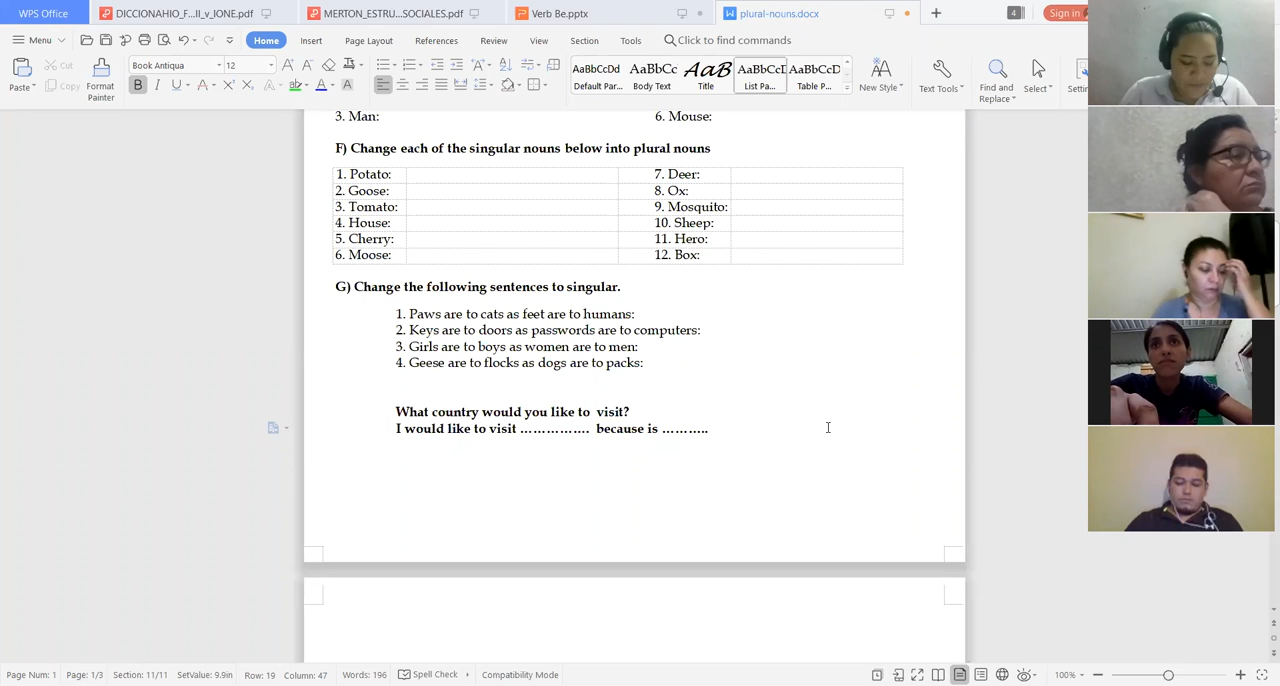 WPS Office
DICCIONAHIO_F...II_v_IONE.pdf
MERTON_ESTRU...SOCIALES.pdf
Verb Be.pptx
plural-nouns.docx
4
Sign in
Menu
Home
Insert
Page Layout
References
Review
View
Section
Tools
Click to find commands
Paste
Cut
Copy
Format
Painter
Book Antiqua
12
AaBbCcDd
Default Par...
AaBbCc
Body Text
AaB
Title
AaBbCcL
List Pa...
AaBbCcD
Table P...
New Style
Text Tools
Find and
Replace
Select
3. Man:
6. Mouse:
F) Change each of the singular nouns below into plural nouns
1. Potato:
7. Deer:
2. Goose:
8. Ox:
3. Tomato:
9. Mosquito:
4. House:
10. Sheep:
5. Cherry:
11. Hero:
6. Moose:
12. Box:
G) Change the following sentences to singular.
1. Paws are to cats as feet are to humans:
2. Keys are to doors as passwords are to computers:
3. Girls are to boys as women are to men:
4. Geese are to flocks as dogs are to packs:
What country would you like to visit?
I would like to visit ……………. because is ………..
Page Num: 1
Page: 1/3
Section: 11/11
SetValue: 9.9in
Row: 19
Column: 47
Words: 196
Spell Check
Compatibility Mode
100%